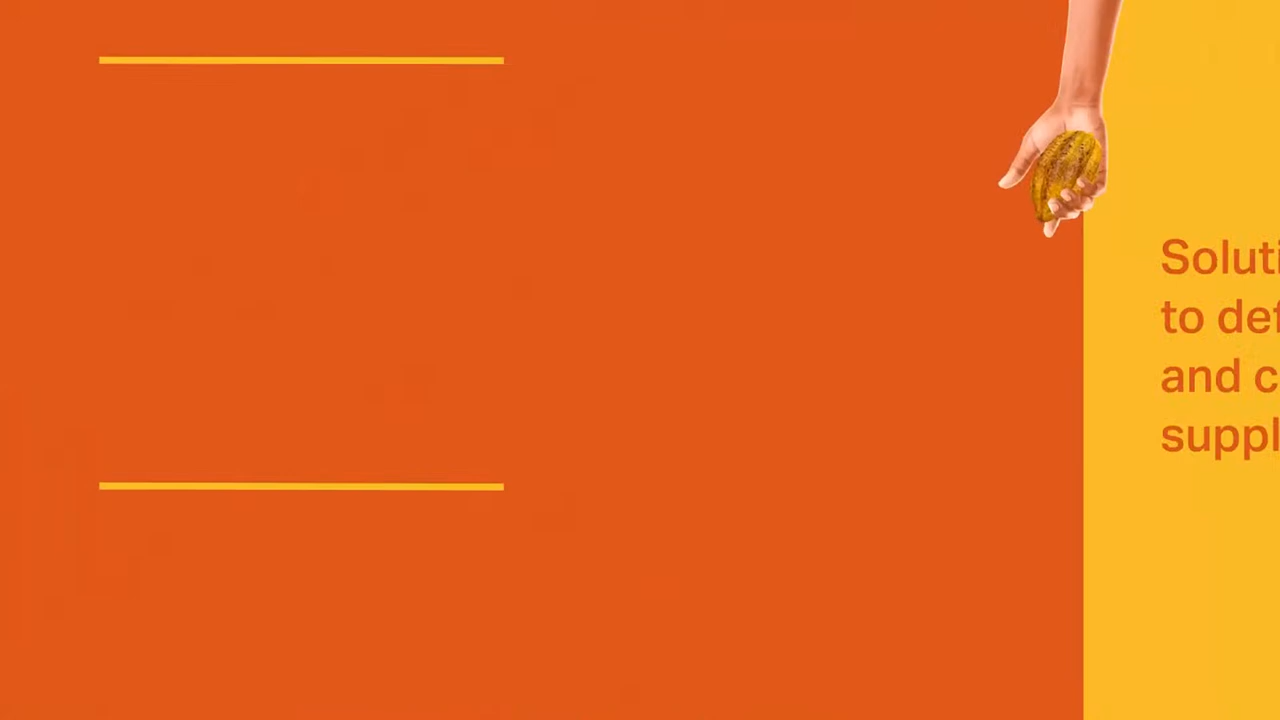 Soluti
to def
and c
suppl